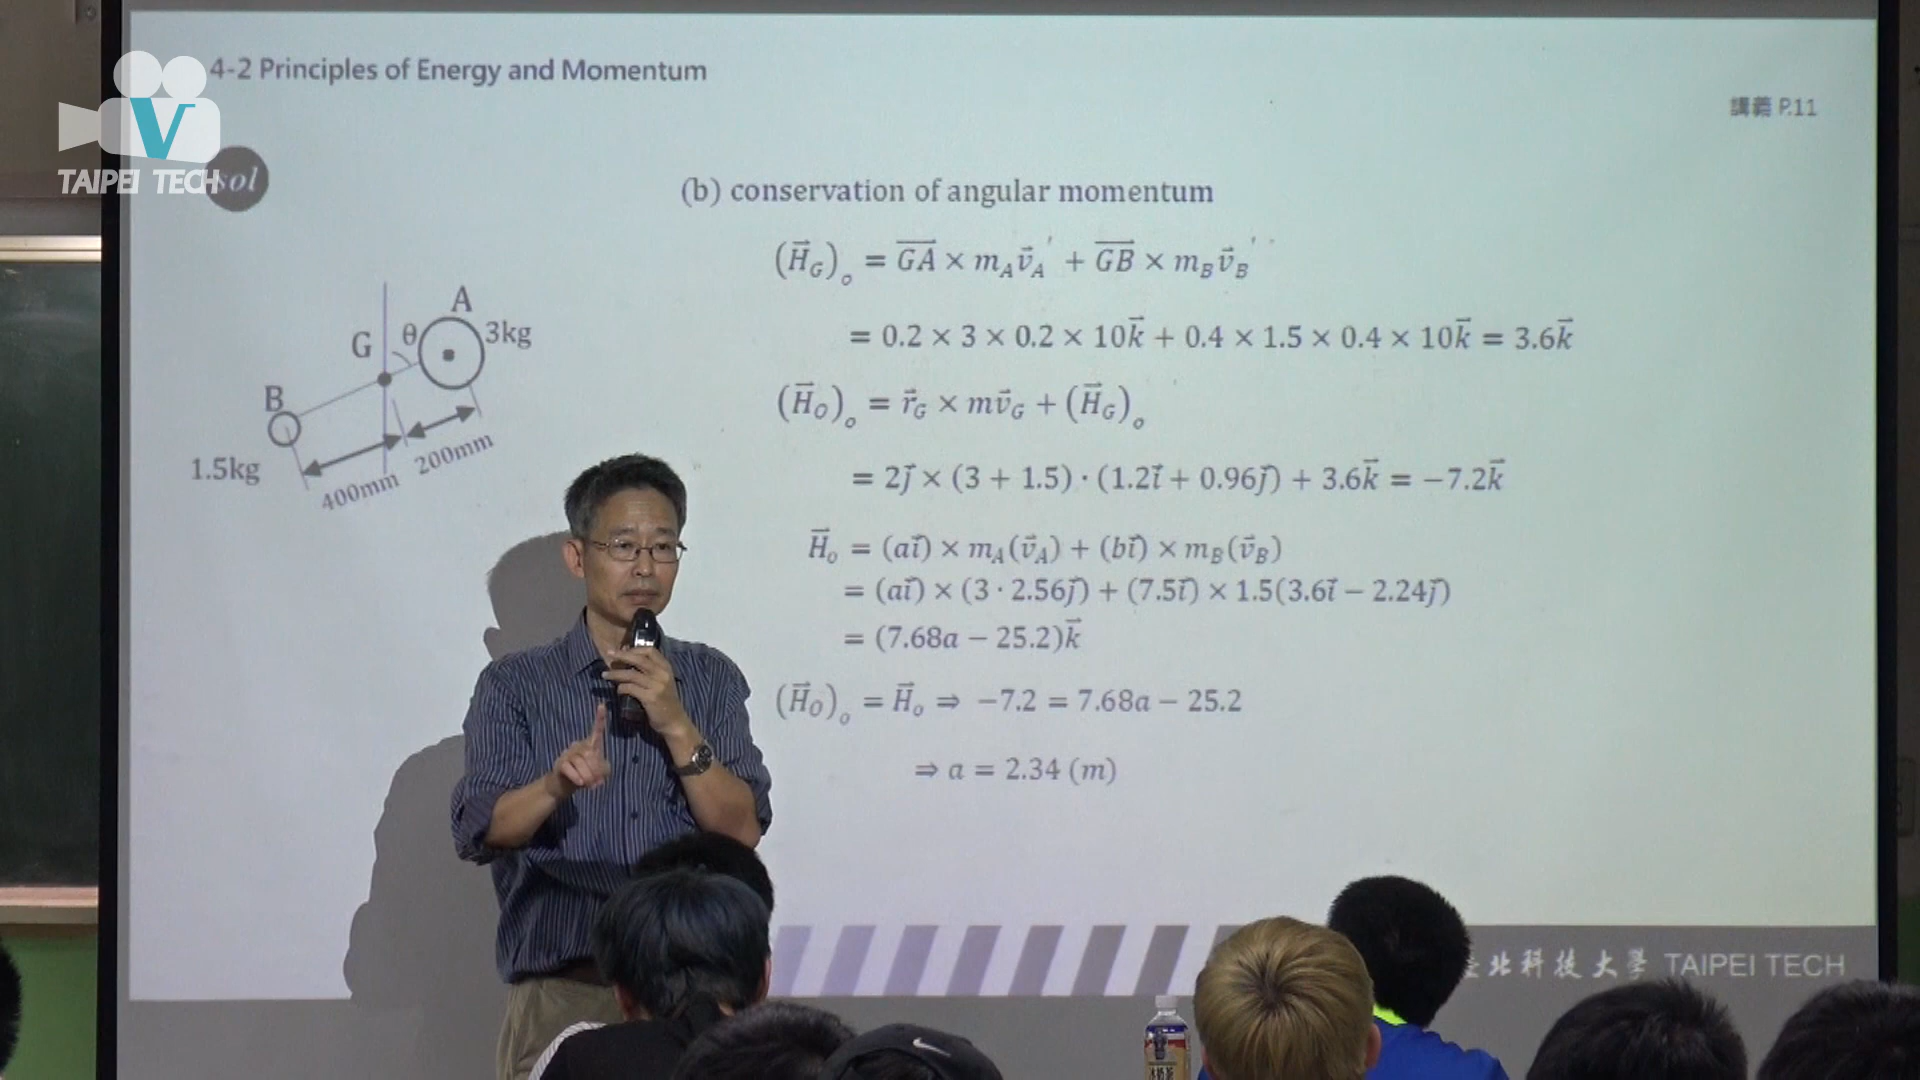 4-2 Principles of Energy and Momentum
講義 P.11
V
TAIPEI TECH
sol
(b) conservation of angular momentum
(H⃗_G)_o = GA⃗ × m_A v⃗_A' + GB⃗ × m_B v⃗_B'
= 0.2 × 3 × 0.2 × 10k⃗ + 0.4 × 1.5 × 0.4 × 10k⃗ = 3.6k⃗
(H⃗_O)_o = r⃗_G × mv⃗_G + (H⃗_G)_o
= 2j⃗ × (3 + 1.5) · (1.2i⃗ + 0.96j⃗) + 3.6k⃗ = −7.2k⃗
H⃗_o = (ai⃗) × m_A(v⃗_A) + (bi⃗) × m_B(v⃗_B)
= (ai⃗) × (3 · 2.56j⃗) + (7.5i⃗) × 1.5(3.6i⃗ − 2.24j⃗)
= (7.68a − 25.2)k⃗
(H⃗_O)_o = H⃗_o ⇒ −7.2 = 7.68a − 25.2
⇒ a = 2.34 (m)
A
G
θ
3kg
B
1.5kg
400mm
200mm
北科技大學 TAIPEI TECH